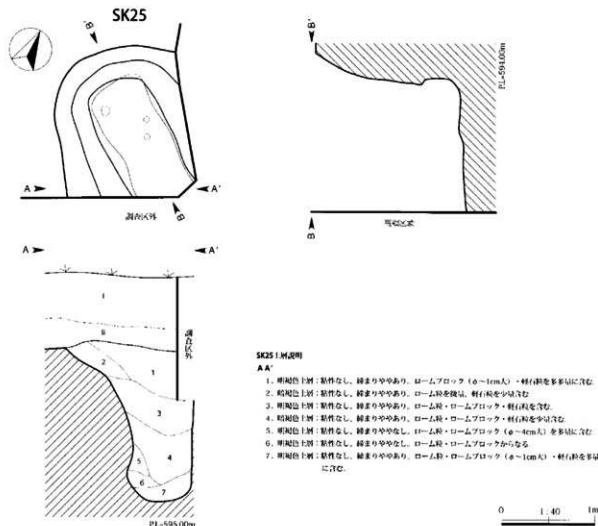 SK25
B'
A
A'
調査区外
B
B'
P.L=594.00m
B
調査区外
A
A'
1
6
2
1
3
4
5
6
7
調査区外
P.L=595.00m
SK25土層説明
A A'
1. 明褐色土層：粘性なし、締まりややあり、ロームブロック（φ～1cm大）・軽石粒を多量に含む
2. 暗褐色土層：粘性なし、締まりややあり、ローム粒を微量、軽石粒を少量含む
3. 明褐色土層：粘性なし、締まりややあり、ローム粒・ロームブロック・軽石粒を含む
4. 明褐色土層：粘性なし、締まりややあり、ローム粒・ロームブロック・軽石粒を少量含む
5. 明褐色土層：粘性なし、締まりややなし、ローム粒・ロームブロック（φ～4cm大）を多量に含む
6. 明褐色土層：粘性なし、締まりややなし、ローム粒・ロームブロックからなる
7. 明褐色土層：粘性なし、締まりややあり、ローム粒・ロームブロック（φ～1cm大）・軽石粒を多量
に含む
0 1:40 1m